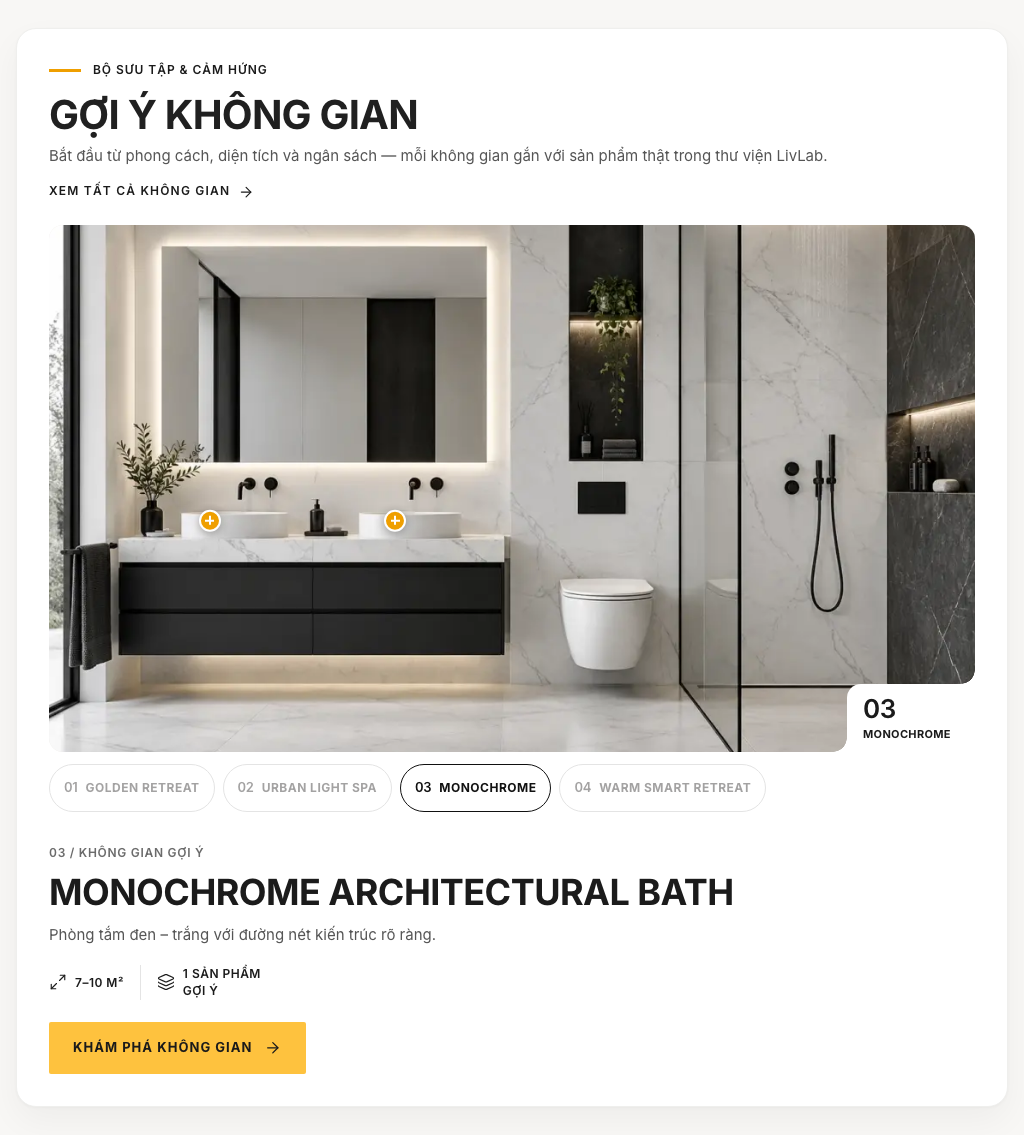 BỘ SƯU TẬP & CẢM HỨNG
GỢI Ý KHÔNG GIAN
Bắt đầu từ phong cách, diện tích và ngân sách — mỗi không gian gắn với sản phẩm thật trong thư viện LivLab.
XEM TẤT CẢ KHÔNG GIAN
03
MONOCHROME
01 GOLDEN RETREAT
02 URBAN LIGHT SPA
03 MONOCHROME
04 WARM SMART RETREAT
03 / KHÔNG GIAN GỢI Ý
MONOCHROME ARCHITECTURAL BATH
Phòng tắm đen – trắng với đường nét kiến trúc rõ ràng.
7–10 M²
1 SẢN PHẨM
GỢI Ý
KHÁM PHÁ KHÔNG GIAN